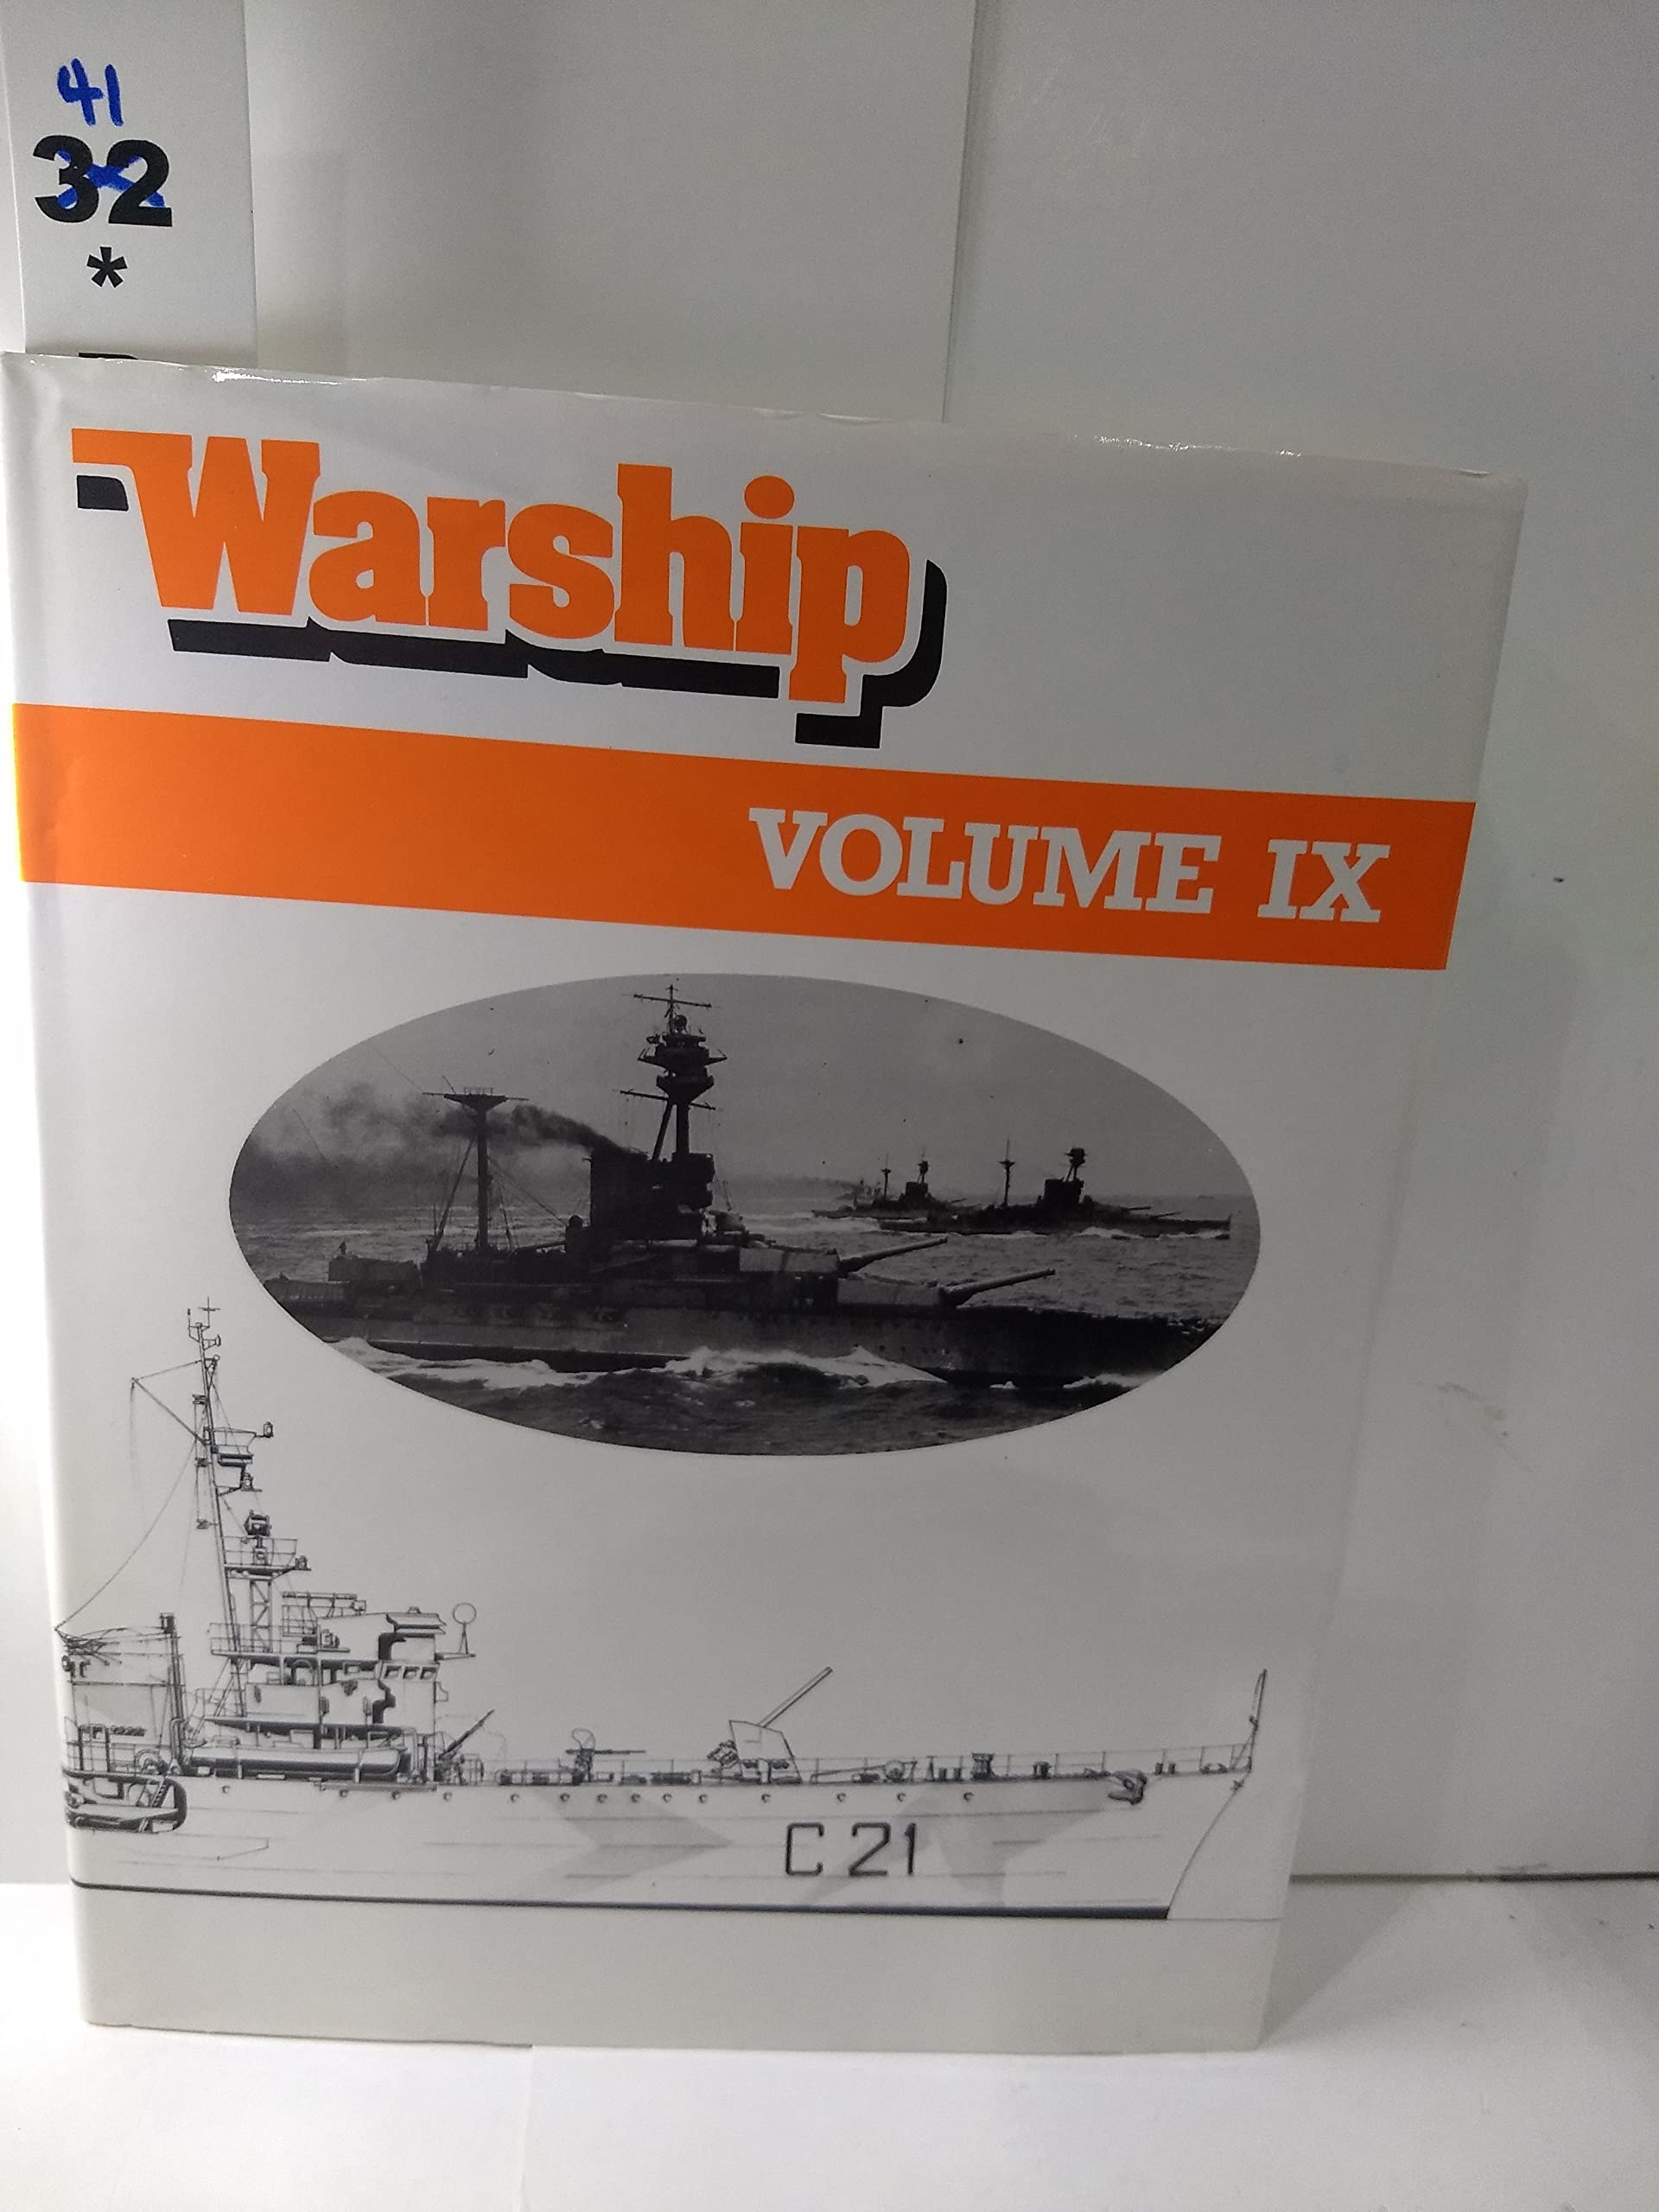 41
32
*
Warship
VOLUME IX
C 21